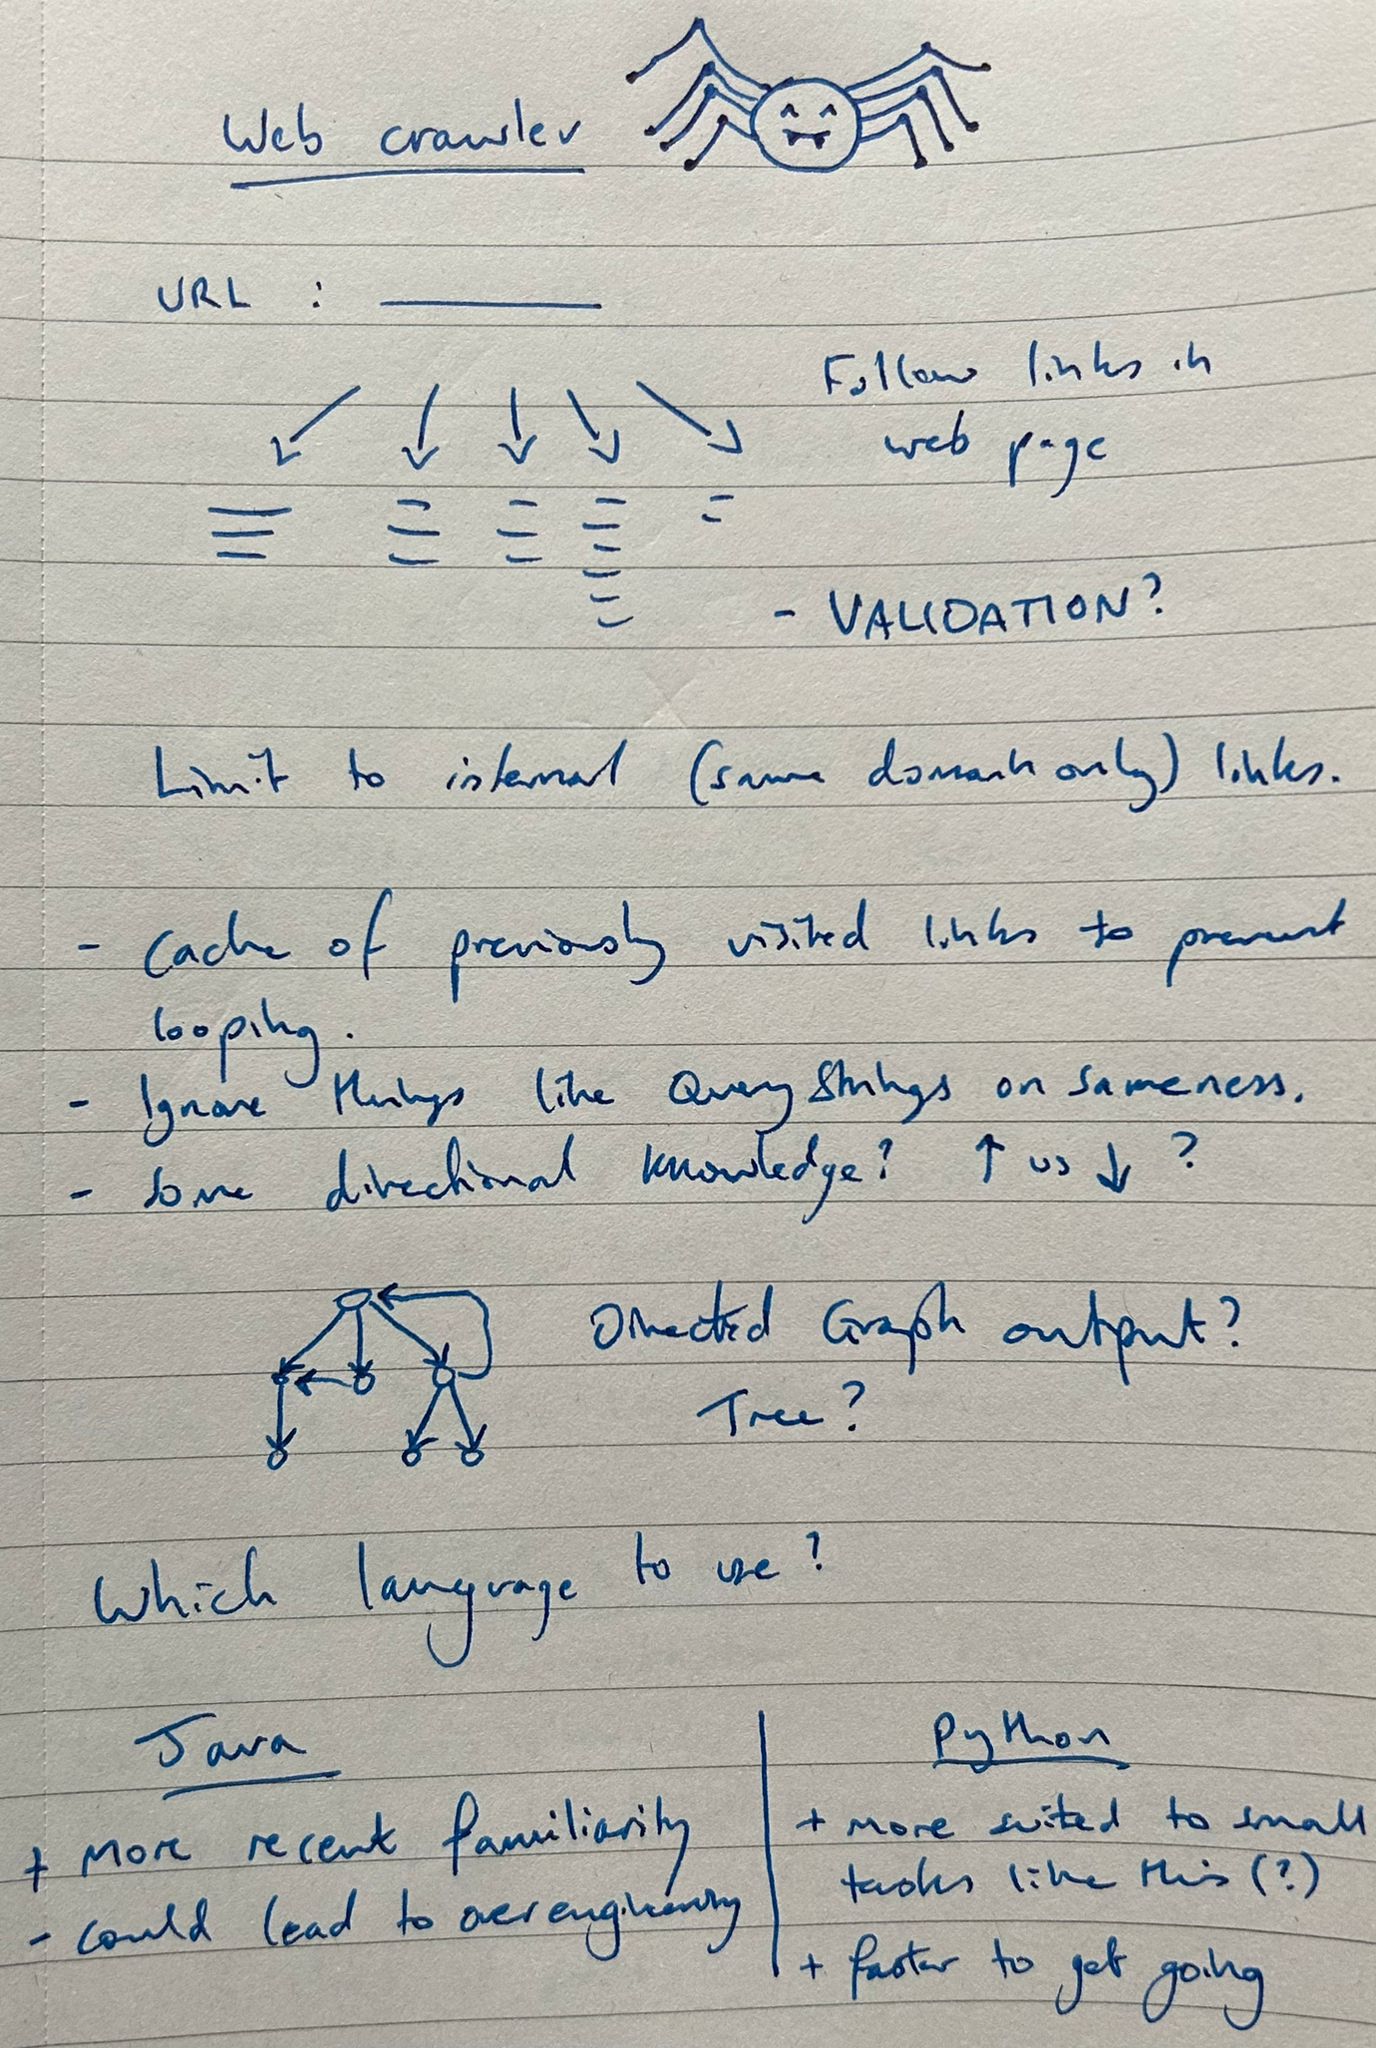 Web crawler
URL :
Follow links in
web page
- VALIDATION?
Limit to internal (same domain only) links.
- Cache of previously visited links to prevent
looping.
- Ignore things like Query Strings on sameness.
- Some directional knowledge? ↑ vs ↓ ?
Directed Graph output?
Tree?
Which language to use?
Java
+ More recent familiarity
- could lead to overengineering
Python
+ more suited to small
tasks like this (?)
+ faster to get going